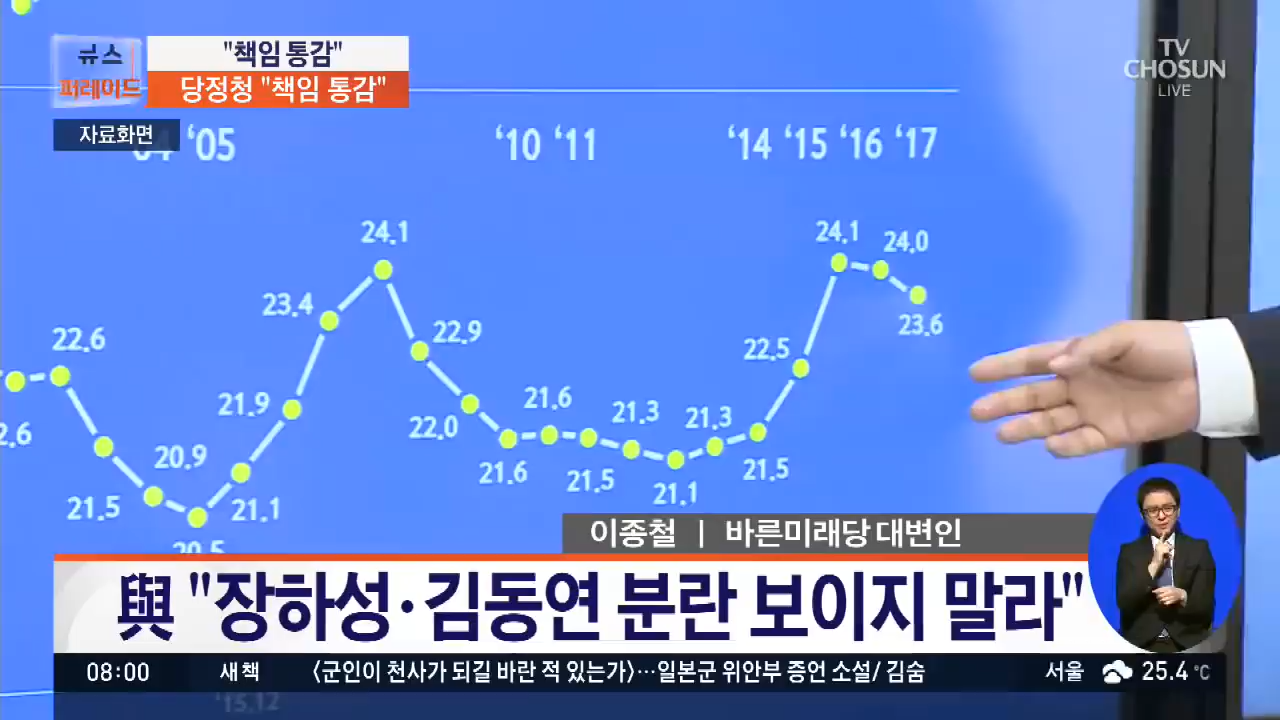 뉴스
퍼레이드
"책임 통감"
당정청 "책임 통감"
TV
CHOSUN
LIVE
자료화면
‘05 ‘10 ‘11 ‘14 ‘15 ‘16 ‘17
24.1
24.1
24.0
23.4
23.6
22.9
22.6
22.5
21.9
21.6
21.3
21.3
22.0
20.9
21.6
21.5
21.1
21.5
21.5
21.1
이종철 | 바른미래당 대변인
與 "장하성·김동연 분란 보이지 말라"
08:00 새책 〈군인이 천사가 되길 바란 적 있는가〉…일본군 위안부 증언 소설/ 김숨 서울 25.4℃
'15.12